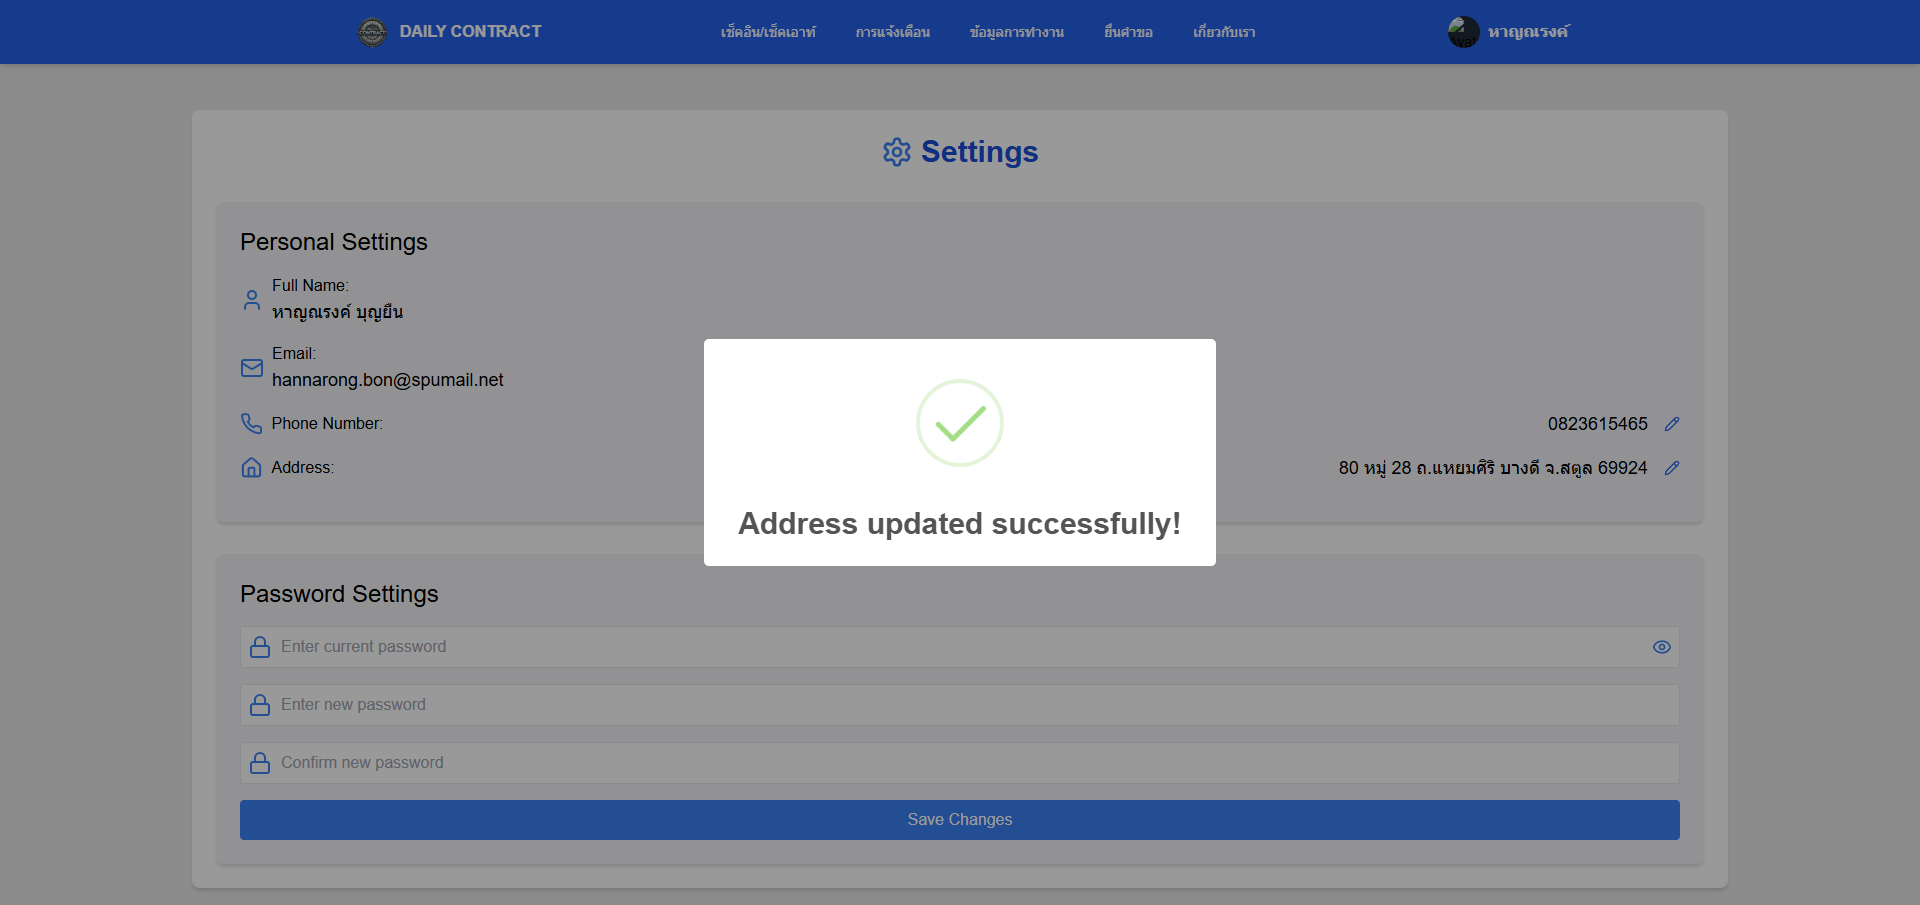 DAILY CONTRACT
เช็คอิน/เช็คเอาท์
การแจ้งเตือน
ข้อมูลการทำงาน
ยื่นคำขอ
เกี่ยวกับเรา
หาญณรงค์
Settings
Personal Settings
Full Name:
หาญณรงค์ บุญยืน
Email:
hannarong.bon@spumail.net
Phone Number:
0823615465
Address:
80 หมู่ 28 ถ.แหยมศิริ บางดี จ.สตูล 69924
Address updated successfully!
Password Settings
Enter current password
Enter new password
Confirm new password
Save Changes